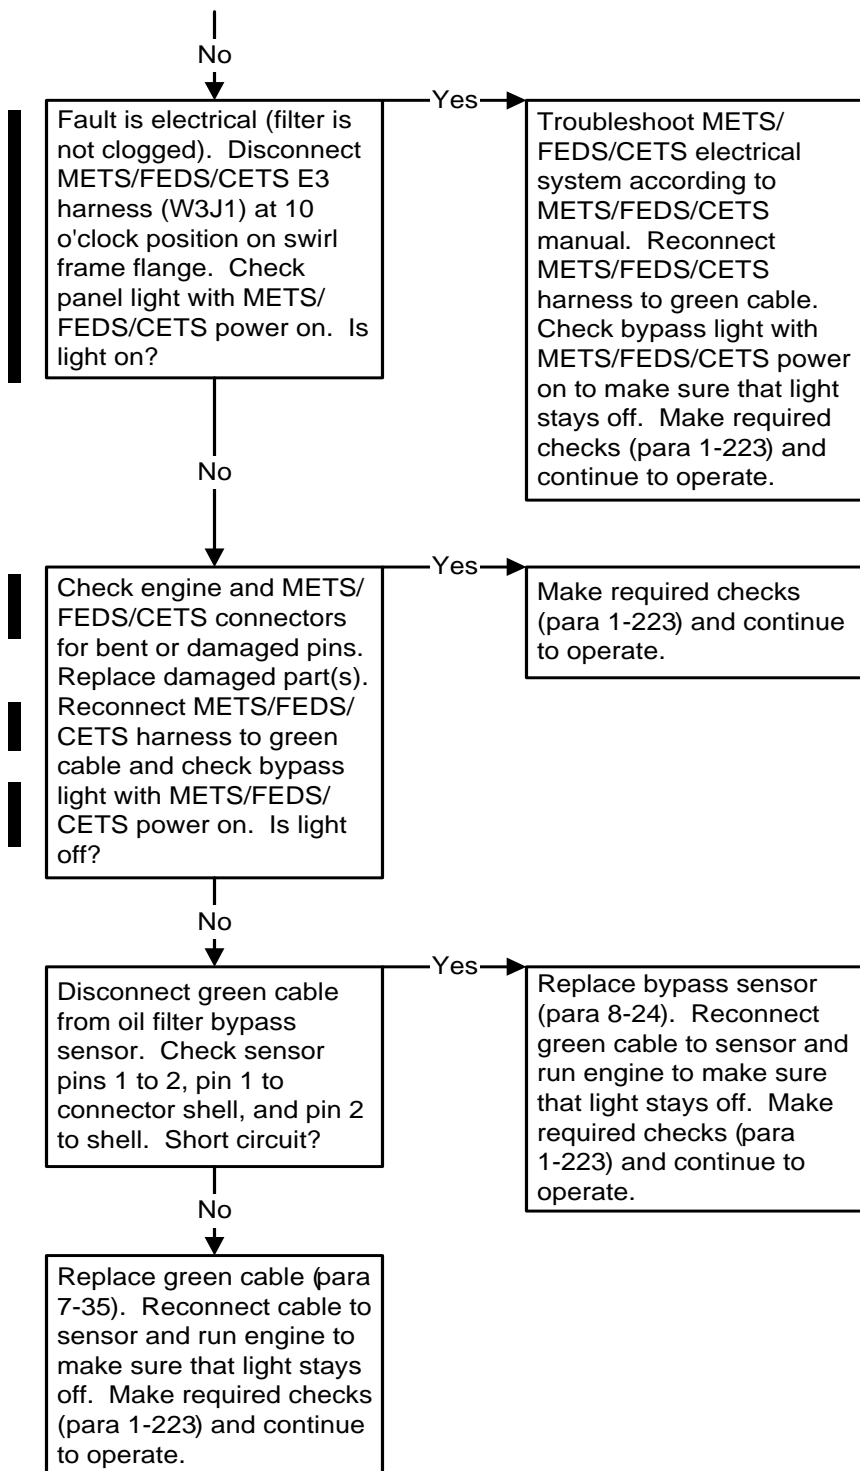 No
Fault is electrical (filter is
not clogged).  Disconnect
METS/FEDS/CETS E3
harness (W3J1) at 10
o'clock position on swirl
frame flange.  Check
panel light with METS/
FEDS/CETS power on.  Is
light on?
Yes
Troubleshoot METS/
FEDS/CETS electrical
system according to
METS/FEDS/CETS
manual.  Reconnect
METS/FEDS/CETS
harness to green cable.
Check bypass light with
METS/FEDS/CETS power
on to make sure that light
stays off.  Make required
checks (para 1-223) and
continue to operate.
No
Check engine and METS/
FEDS/CETS connectors
for bent or damaged pins.
Replace damaged part(s).
Reconnect METS/FEDS/
CETS harness to green
cable and check bypass
light with METS/FEDS/
CETS power on.  Is light
off?
Yes
Make required checks
(para 1-223) and continue
to operate.
No
Disconnect green cable
from oil filter bypass
sensor.  Check sensor
pins 1 to 2, pin 1 to
connector shell, and pin 2
to shell.  Short circuit?
Yes
Replace bypass sensor
(para 8-24).  Reconnect
green cable to sensor and
run engine to make sure
that light stays off.  Make
required checks (para
1-223) and continue to
operate.
No
Replace green cable (para
7-35).  Reconnect cable to
sensor and run engine to
make sure that light stays
off.  Make required checks
(para 1-223) and continue
to operate.